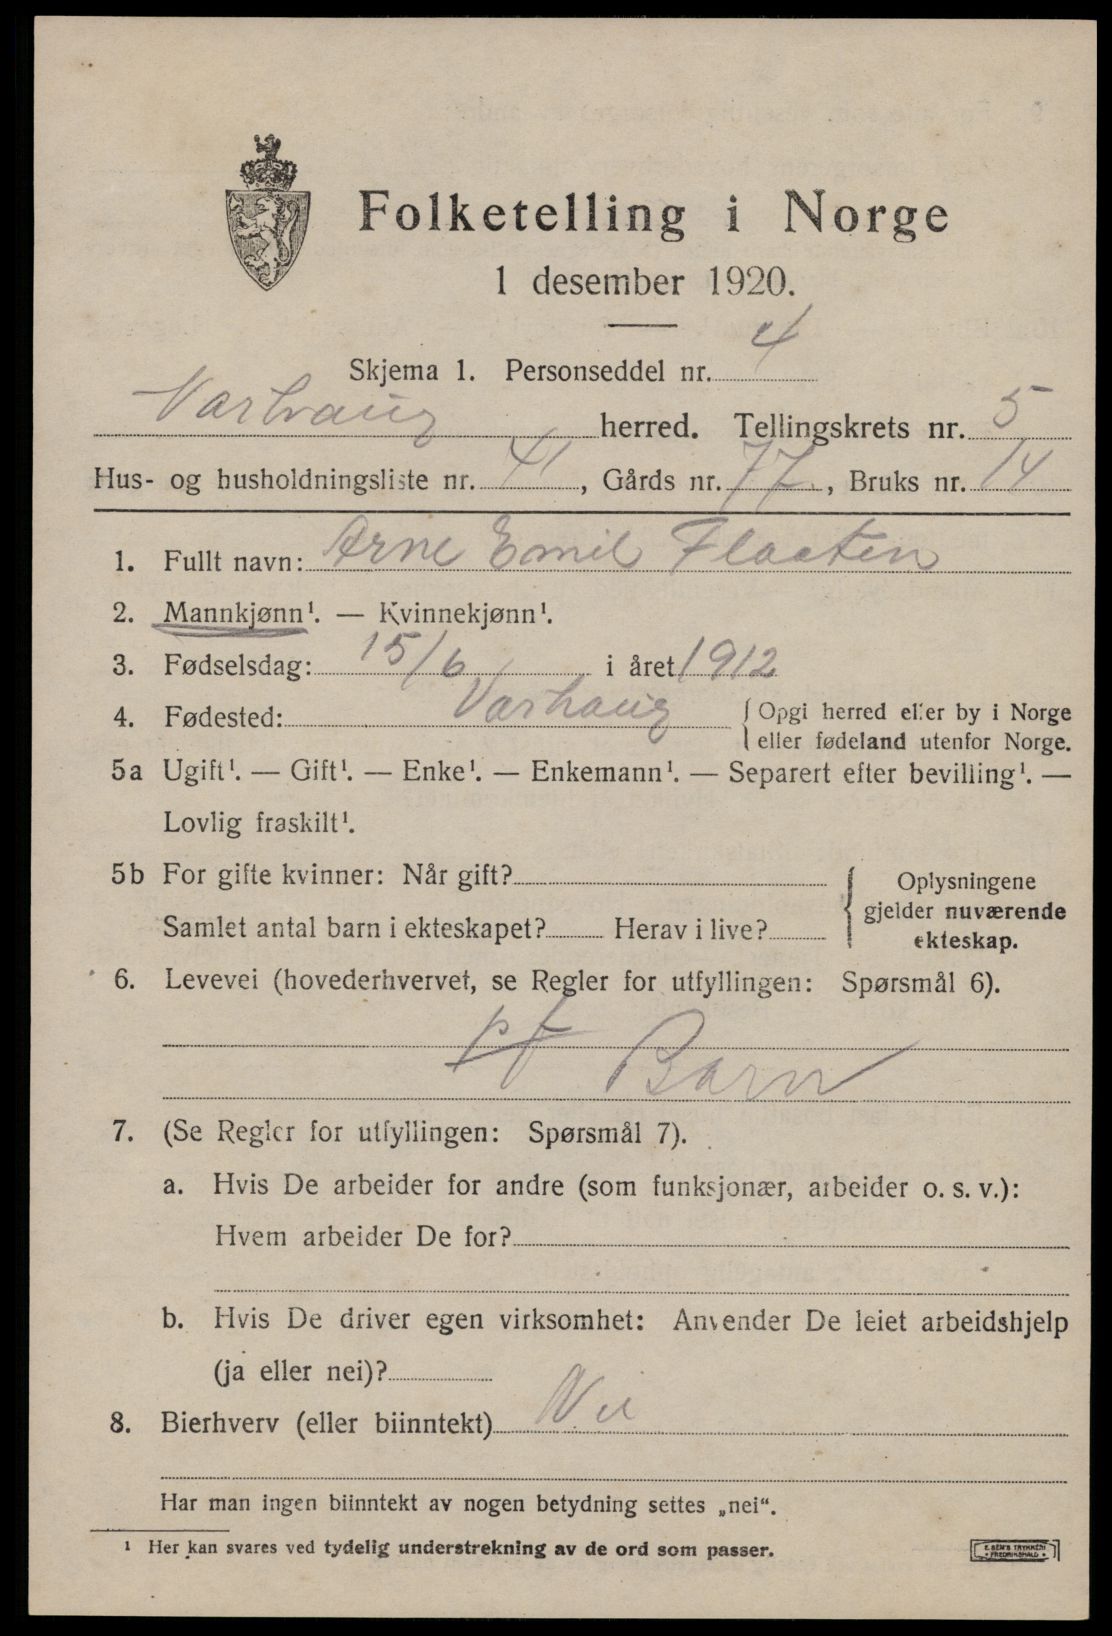 Folketelling i Norge
1 desember 1920.
Skjema 1. Personseddel nr. 4
Varhaug herred. Tellingskrets nr. 5
Hus- og husholdningsliste nr. 41, Gårds nr. 77, Bruks nr. 14
1. Fullt navn: Arne Emil Flaaten
2. Mannkjønn¹. — Kvinnekjønn¹.
3. Fødselsdag: 15/6 i året 1912
4. Fødested: Varhaug { Opgi herred eller by i Norge
eller fødeland utenfor Norge.
5a Ugift¹. — Gift¹. — Enke¹. — Enkemann¹. — Separert efter bevilling¹. —
Lovlig fraskilt¹.
5b For gifte kvinner: Når gift?
Samlet antal barn i ekteskapet? Herav i live?
{ Oplysningene
gjelder nuværende
ekteskap.
6. Levevei (hovederhvervet, se Regler for utfyllingen: Spørsmål 6).
pf Barn
7. (Se Regler for utfyllingen: Spørsmål 7).
a. Hvis De arbeider for andre (som funksjonær, arbeider o. s. v.):
Hvem arbeider De for?
b. Hvis De driver egen virksomhet: Anvender De leiet arbeidshjelp
(ja eller nei)?
8. Bierhverv (eller biinntekt) Nei
Har man ingen biinntekt av nogen betydning settes „nei“.
¹ Her kan svares ved tydelig understrekning av de ord som passer.